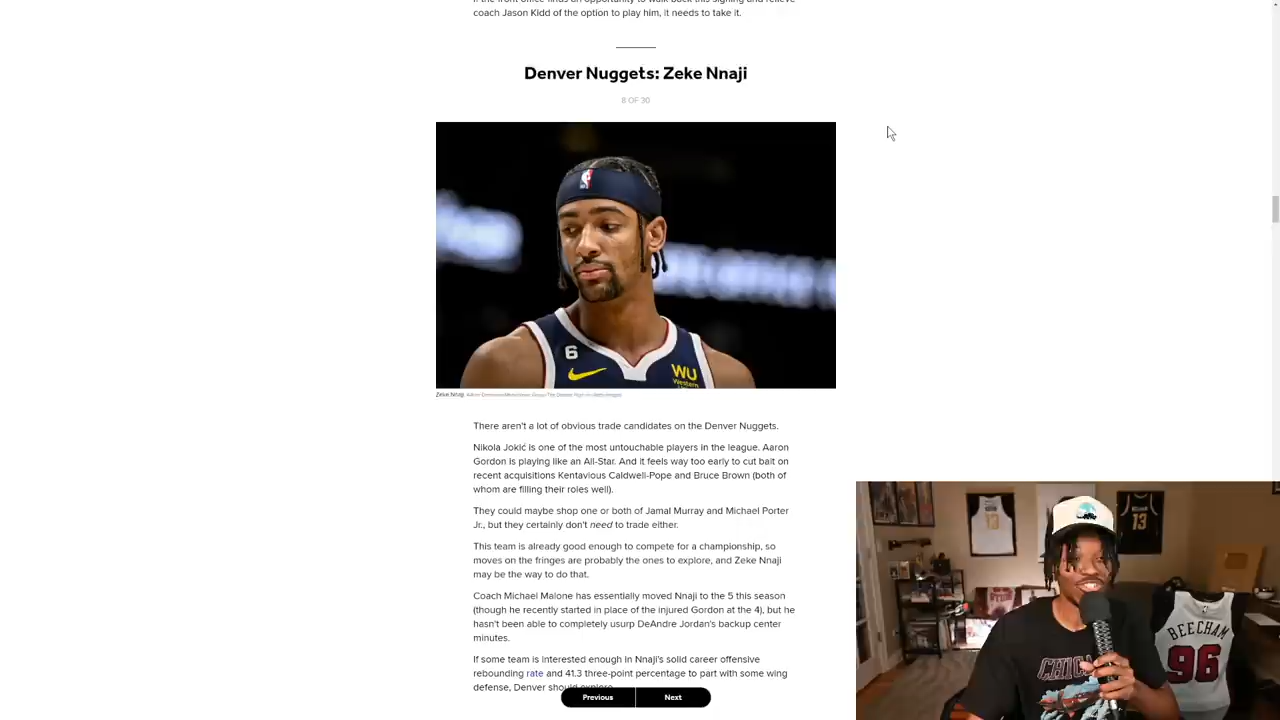 If the front office finds an opportunity to walk back this signing and relieve
coach Jason Kidd of the option to play him, it needs to take it.
Denver Nuggets: Zeke Nnaji
8 OF 30
6
WU
Western
Union
Zeke Nnaji
There aren't a lot of obvious trade candidates on the Denver Nuggets.
Nikola Jokić is one of the most untouchable players in the league. Aaron
Gordon is playing like an All-Star. And it feels way too early to cut bait on
recent acquisitions Kentavious Caldwell-Pope and Bruce Brown (both of
whom are filling their roles well).
They could maybe shop one or both of Jamal Murray and Michael Porter
Jr., but they certainly don't need to trade either.
This team is already good enough to compete for a championship, so
moves on the fringes are probably the ones to explore, and Zeke Nnaji
may be the way to do that.
Coach Michael Malone has essentially moved Nnaji to the 5 this season
(though he recently started in place of the injured Gordon at the 4), but he
hasn't been able to completely usurp DeAndre Jordan's backup center
minutes.
If some team is interested enough in Nnaji's solid career offensive
rebounding rate and 41.3 three-point percentage to part with some wing
defense, Denver should explore
Previous
Next
13
13
CHIC
BEECHAM
96